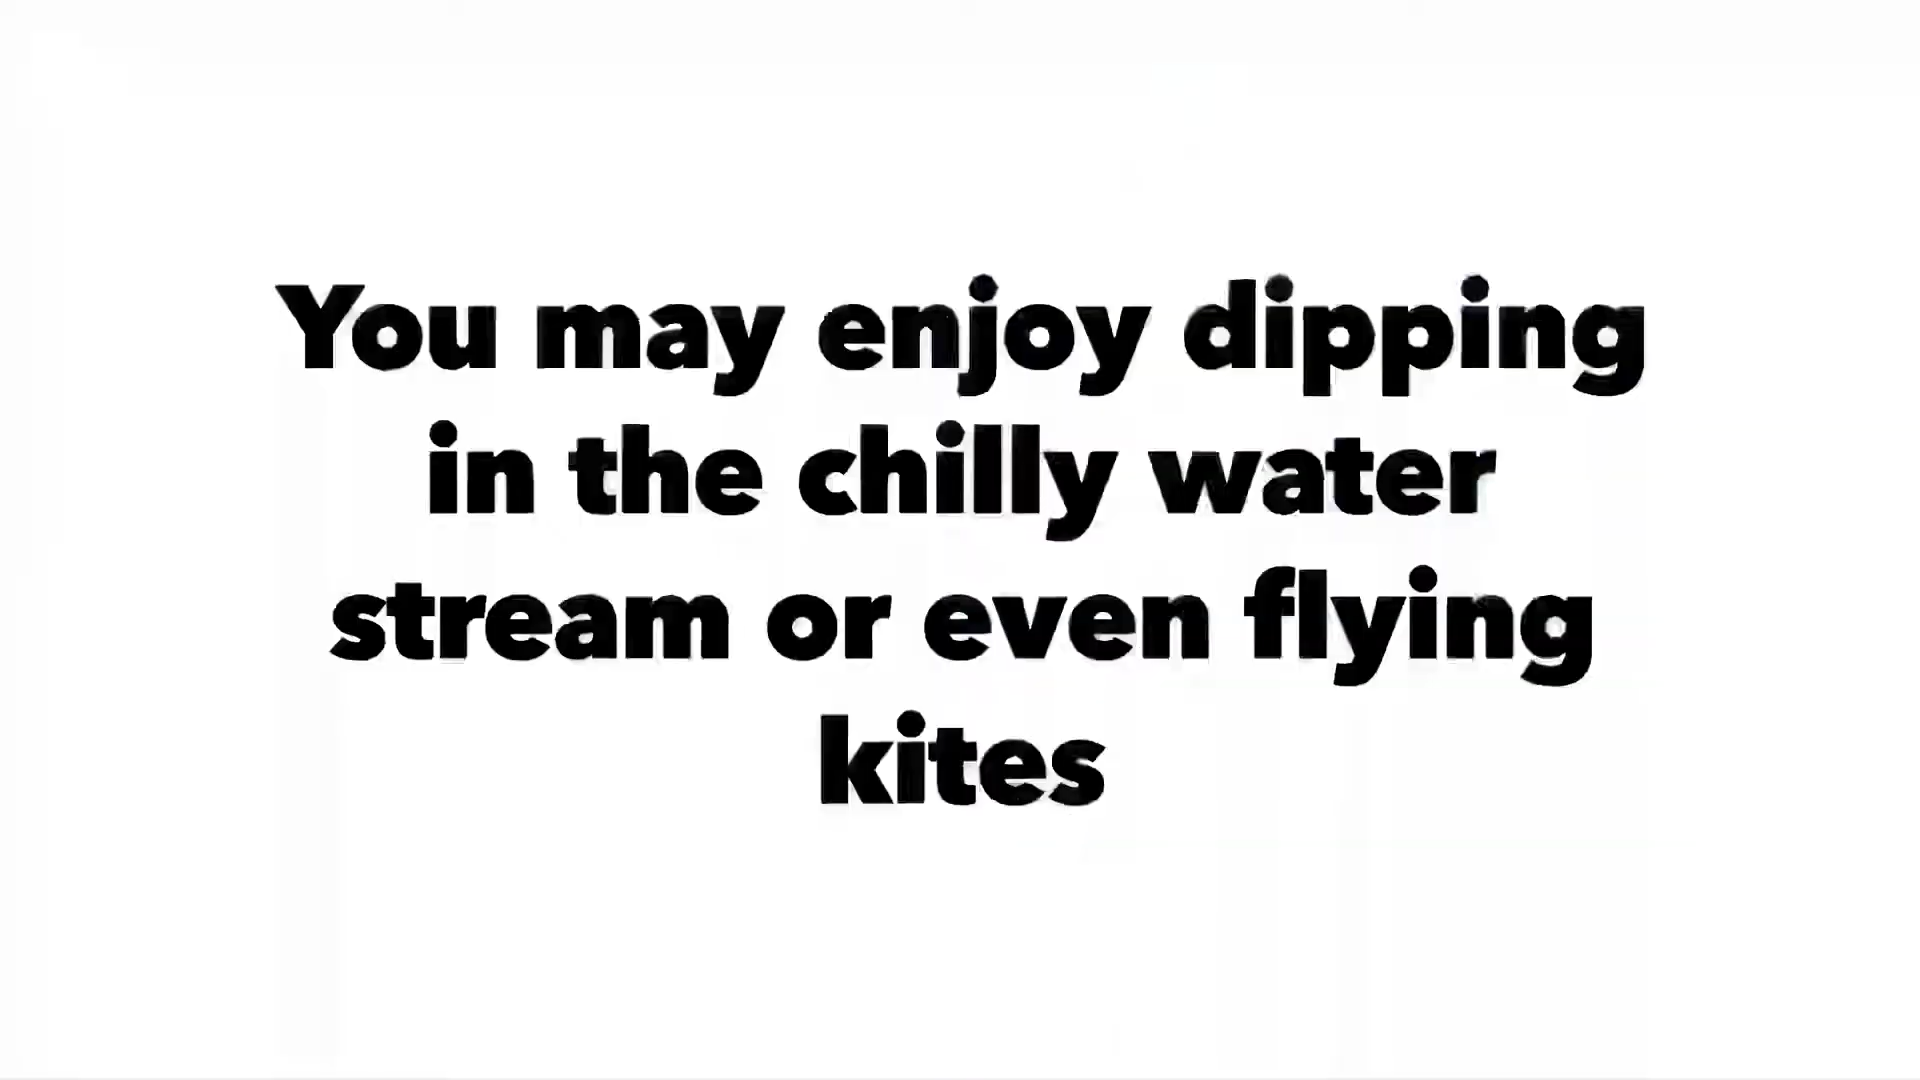 You may enjoy dipping
in the chilly water
stream or even flying
kites